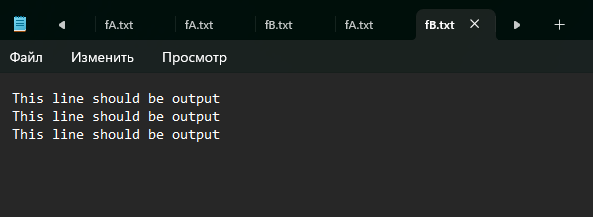 fA.txt fA.txt fB.txt fA.txt fB.txt
Файл Изменить Просмотр
This line should be output
This line should be output
This line should be output